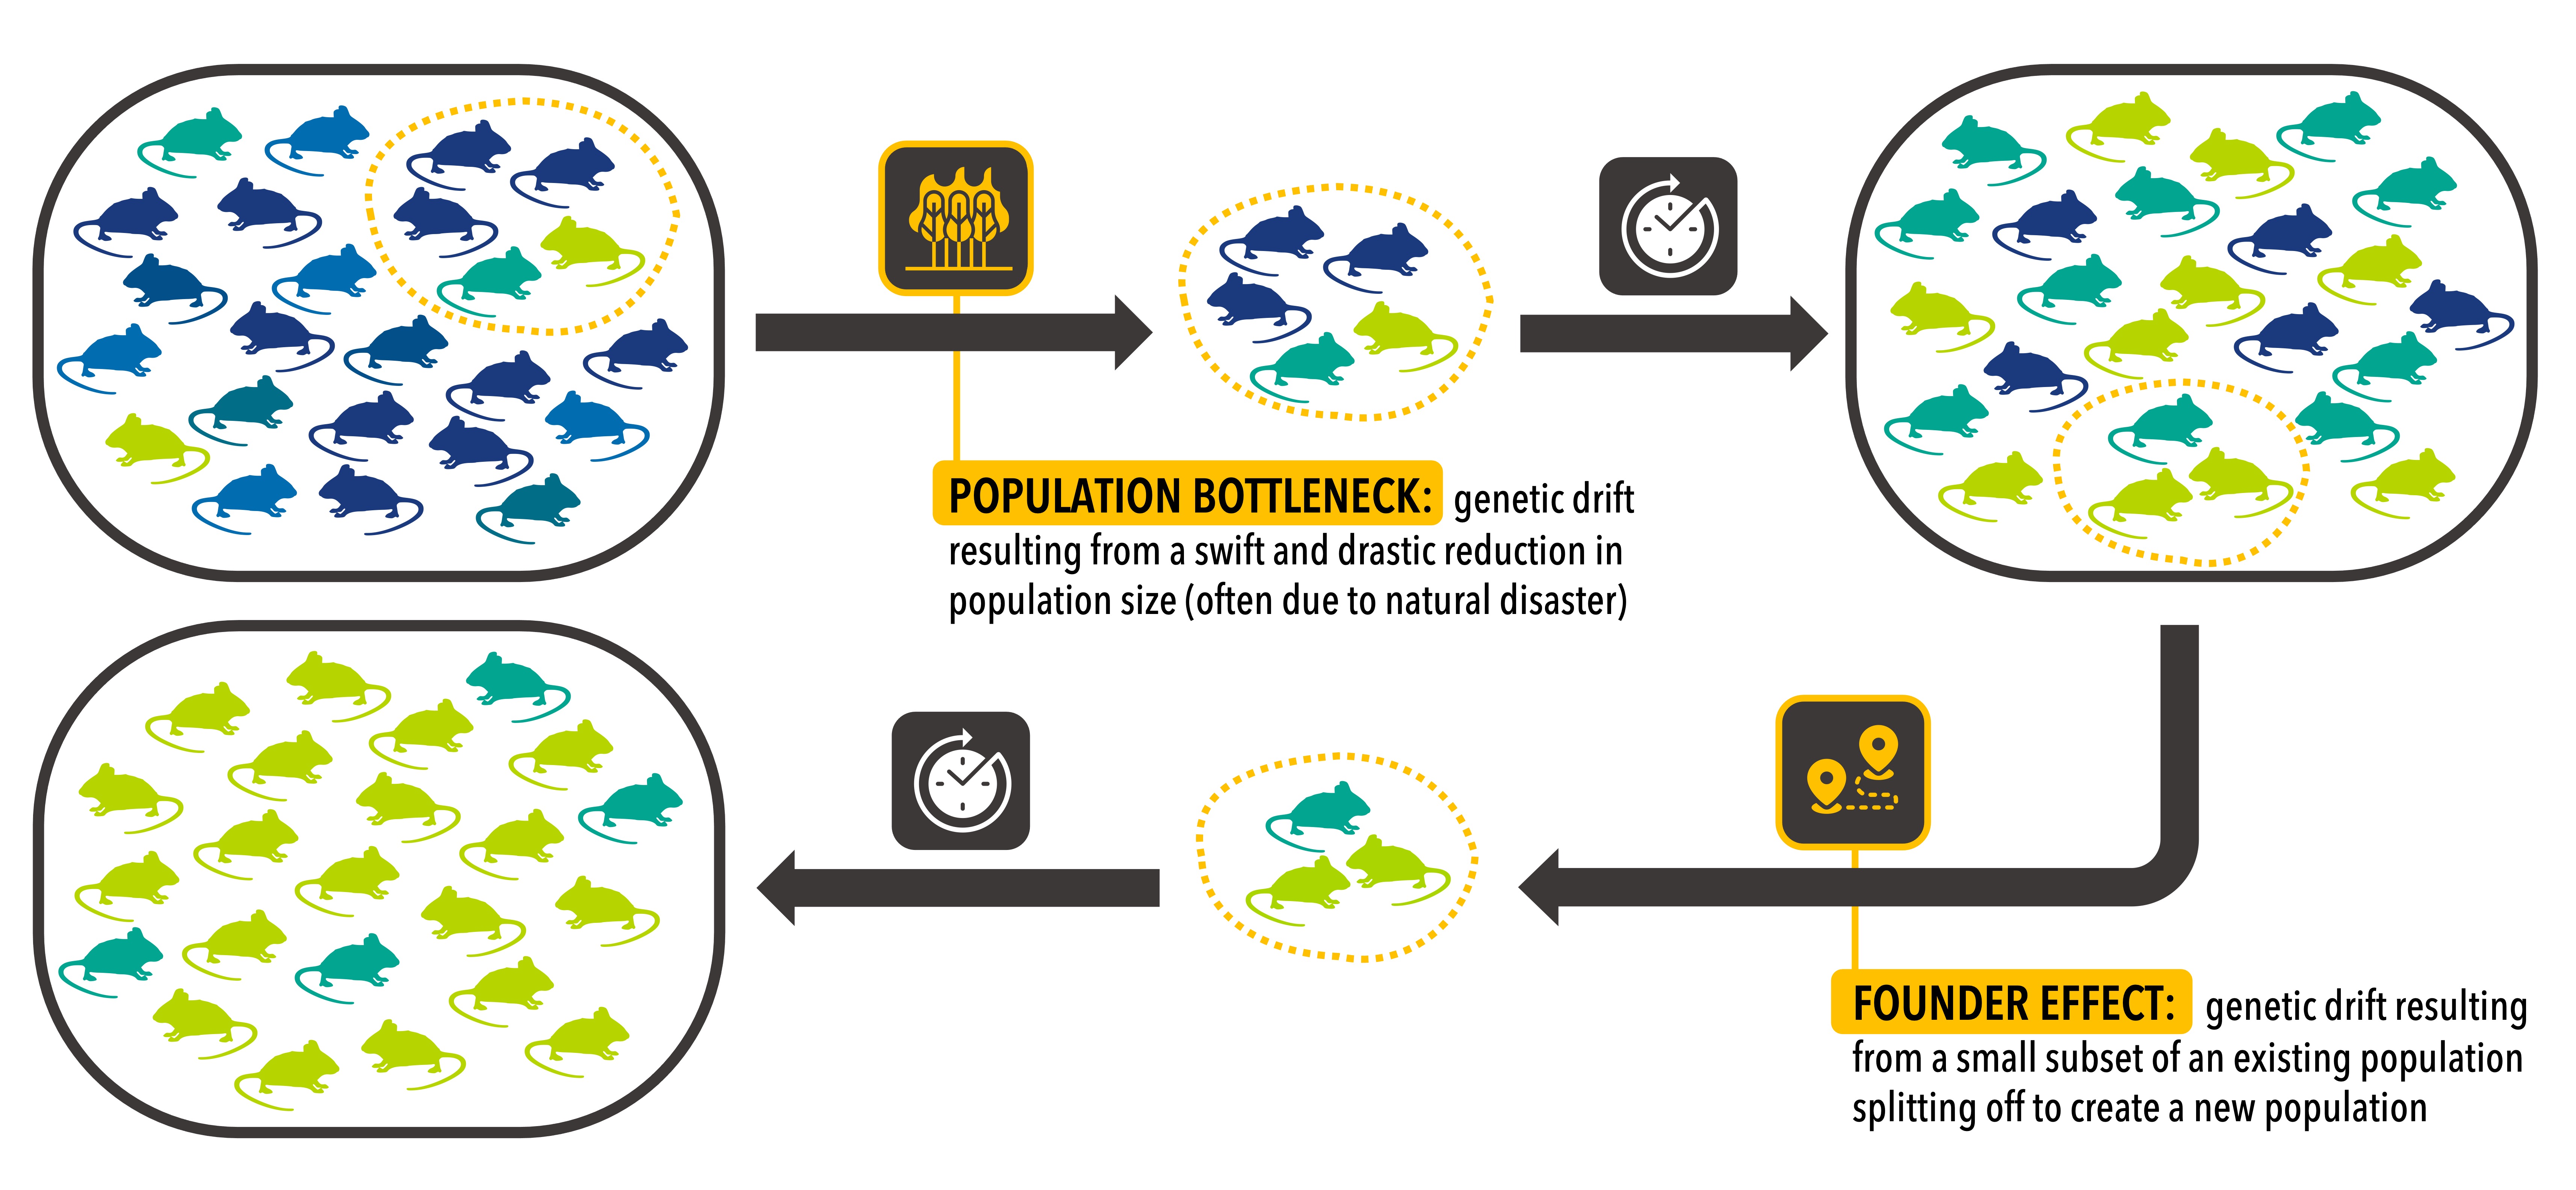 POPULATION BOTTLENECK: genetic drift
resulting from a swift and drastic reduction in
population size (often due to natural disaster)
FOUNDER EFFECT: genetic drift resulting
from a small subset of an existing population
splitting off to create a new population